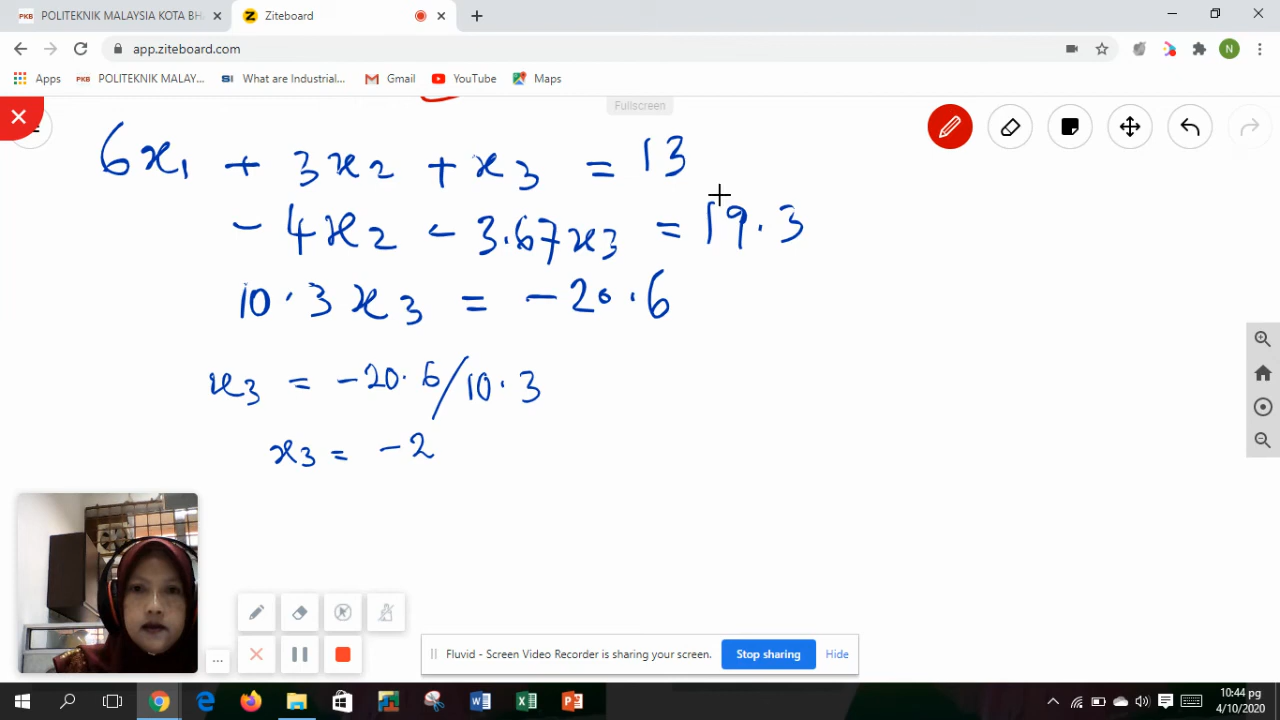 POLITEKNIK MALAYSIA KOTA BH
Ziteboard
app.ziteboard.com
N
Apps
POLITEKNIK MALAY...
What are Industrial...
Gmail
YouTube
Maps
Fullscreen
6x1 + 3x2 + x3 = 13
- 4x2 - 3.67x3 = 19.3
10.3x3 = -20.6
x3 = -20.6/10.3
x3 = -2
Fluvid - Screen Video Recorder is sharing your screen.
Stop sharing
Hide
10:44 pg
4/10/2020